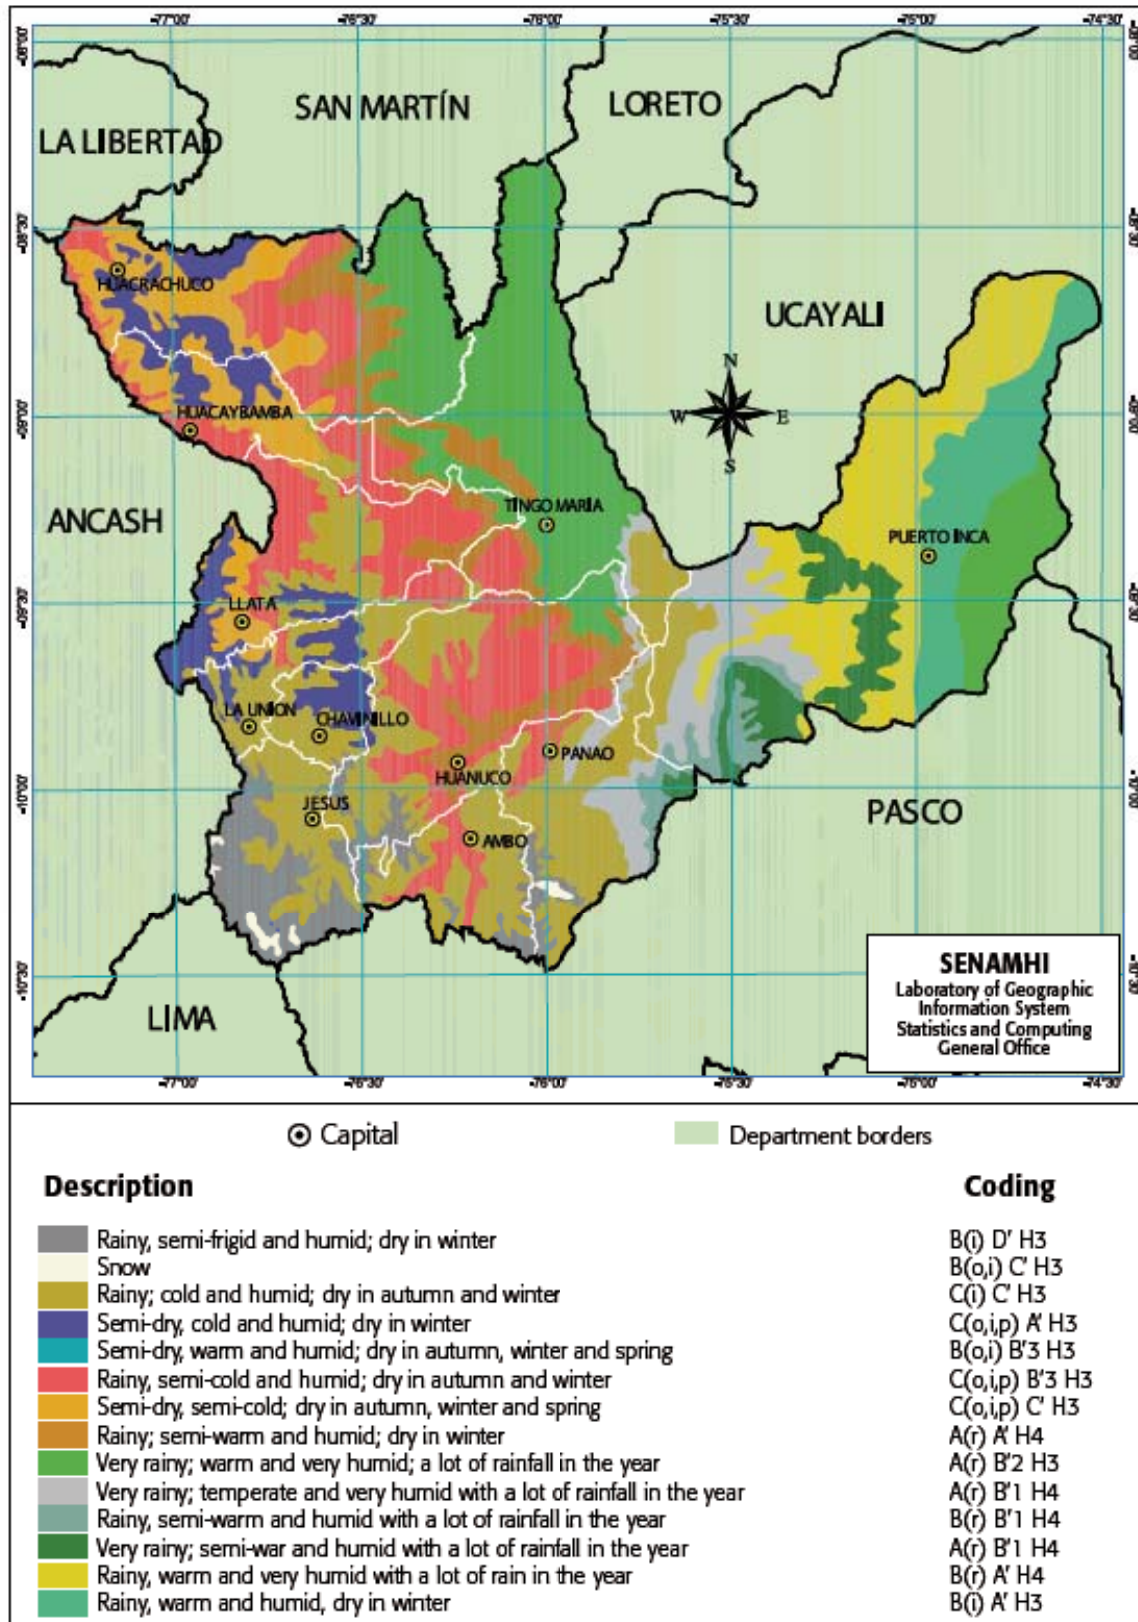 -77°00'
-76°30'
-76°00'
-75°30'
-75°00'
-74°30'
SAN MARTÍN
LORETO
LA LIBERTAD
HUACRACHUCO
UCAYALI
N
W
E
S
HUACAYBAMBA
ANCASH
TINGO MARÍA
PUERTO INCA
LLATA
LA UNION
CHAVINILLO
HUANUCO
PANAO
JESUS
AMBO
PASCO
LIMA
SENAMHI
Laboratory of Geographic
Information System
Statistics and Computing
General Office
-77°00'
-76°30'
-76°00'
-75°30'
-75°00'
-74°30'
Capital
Department borders
Description Coding
Rainy, semi-frigid and humid; dry in winter B(i) D' H3
Snow B(o,i) C' H3
Rainy; cold and humid; dry in autumn and winter C(i) C' H3
Semi-dry, cold and humid; dry in winter C(o,i,p) A' H3
Semi-dry, warm and humid; dry in autumn, winter and spring B(o,i) B'3 H3
Rainy, semi-cold and humid; dry in autumn and winter C(o,i,p) B'3 H3
Semi-dry, semi-cold; dry in autumn, winter and spring C(o,i,p) C' H3
Rainy; semi-warm and humid; dry in winter A(r) A' H4
Very rainy; warm and very humid; a lot of rainfall in the year A(r) B'2 H3
Very rainy; temperate and very humid with a lot of rainfall in the year A(r) B'1 H4
Rainy, semi-warm and humid with a lot of rainfall in the year B(r) B'1 H4
Very rainy; semi-war and humid with a lot of rainfall in the year A(r) B'1 H4
Rainy, warm and very humid with a lot of rain in the year B(r) A' H4
Rainy, warm and humid, dry in winter B(i) A' H3